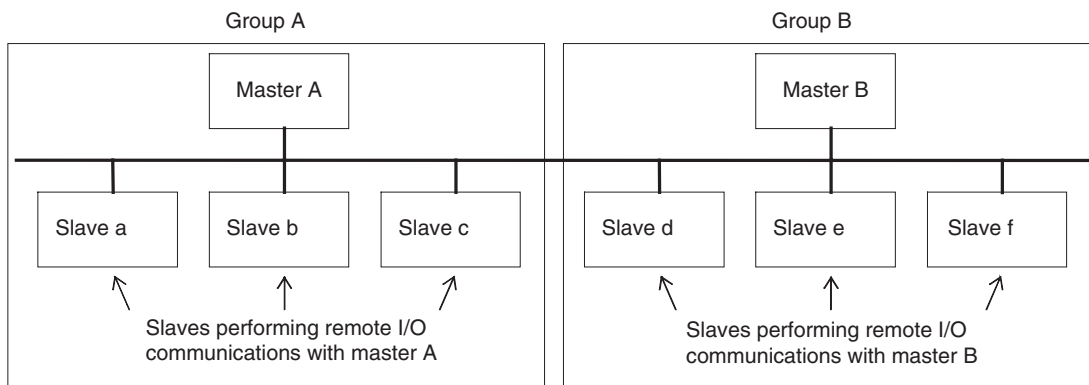 Group A
Group B
Master A
Master B
Slave a
Slave b
Slave c
Slave d
Slave e
Slave f
Slaves performing remote I/O
communications with master A
Slaves performing remote I/O
communications with master B